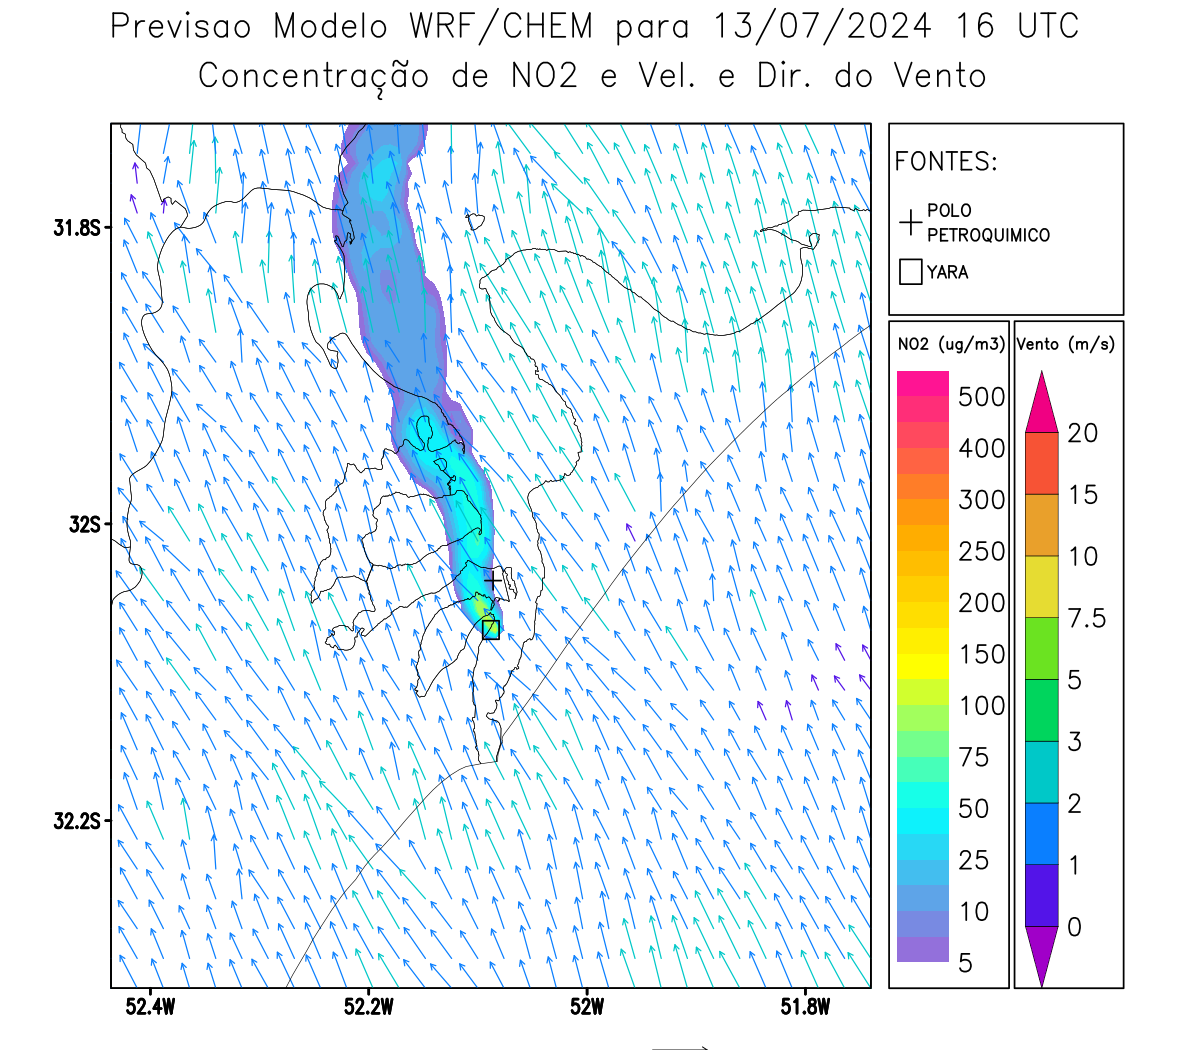 Previsao Modelo WRF/CHEM para 13/07/2024 16 UTC
Concentração de NO2 e Vel. e Dir. do Vento
FONTES:
POLO
PETROQUIMICO
YARA
NO2 (ug/m3)
500
400
300
250
200
150
100
75
50
25
10
5
Vento (m/s)
20
15
10
7.5
5
3
2
1
0
31.8S
32S
32.2S
52.4W
52.2W
52W
51.8W